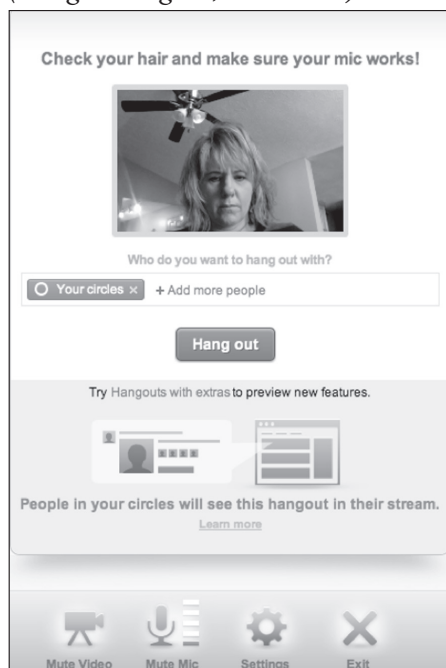 Check your hair and make sure your mic works!
Who do you want to hang out with?
Your circles × + Add more people
Hang out
Try Hangouts with extras to preview new features.
People in your circles will see this hangout in their stream.
Learn more
Mute Video Mute Mic Settings Exit